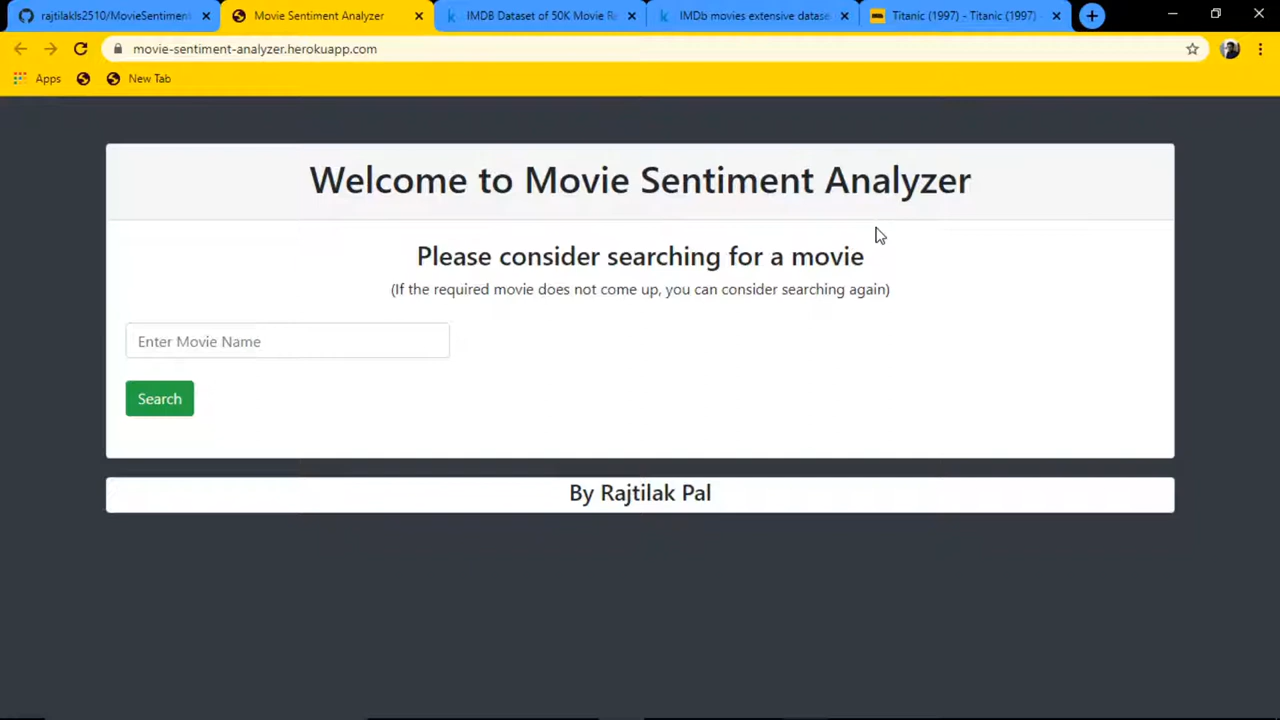 rajtilakls2510/MovieSentiment
Movie Sentiment Analyzer
IMDB Dataset of 50K Movie Re
IMDb movies extensive datase
Titanic (1997) - Titanic (1997) -
movie-sentiment-analyzer.herokuapp.com
Apps
New Tab
Welcome to Movie Sentiment Analyzer
Please consider searching for a movie
(If the required movie does not come up, you can consider searching again)
Enter Movie Name
Search
By Rajtilak Pal